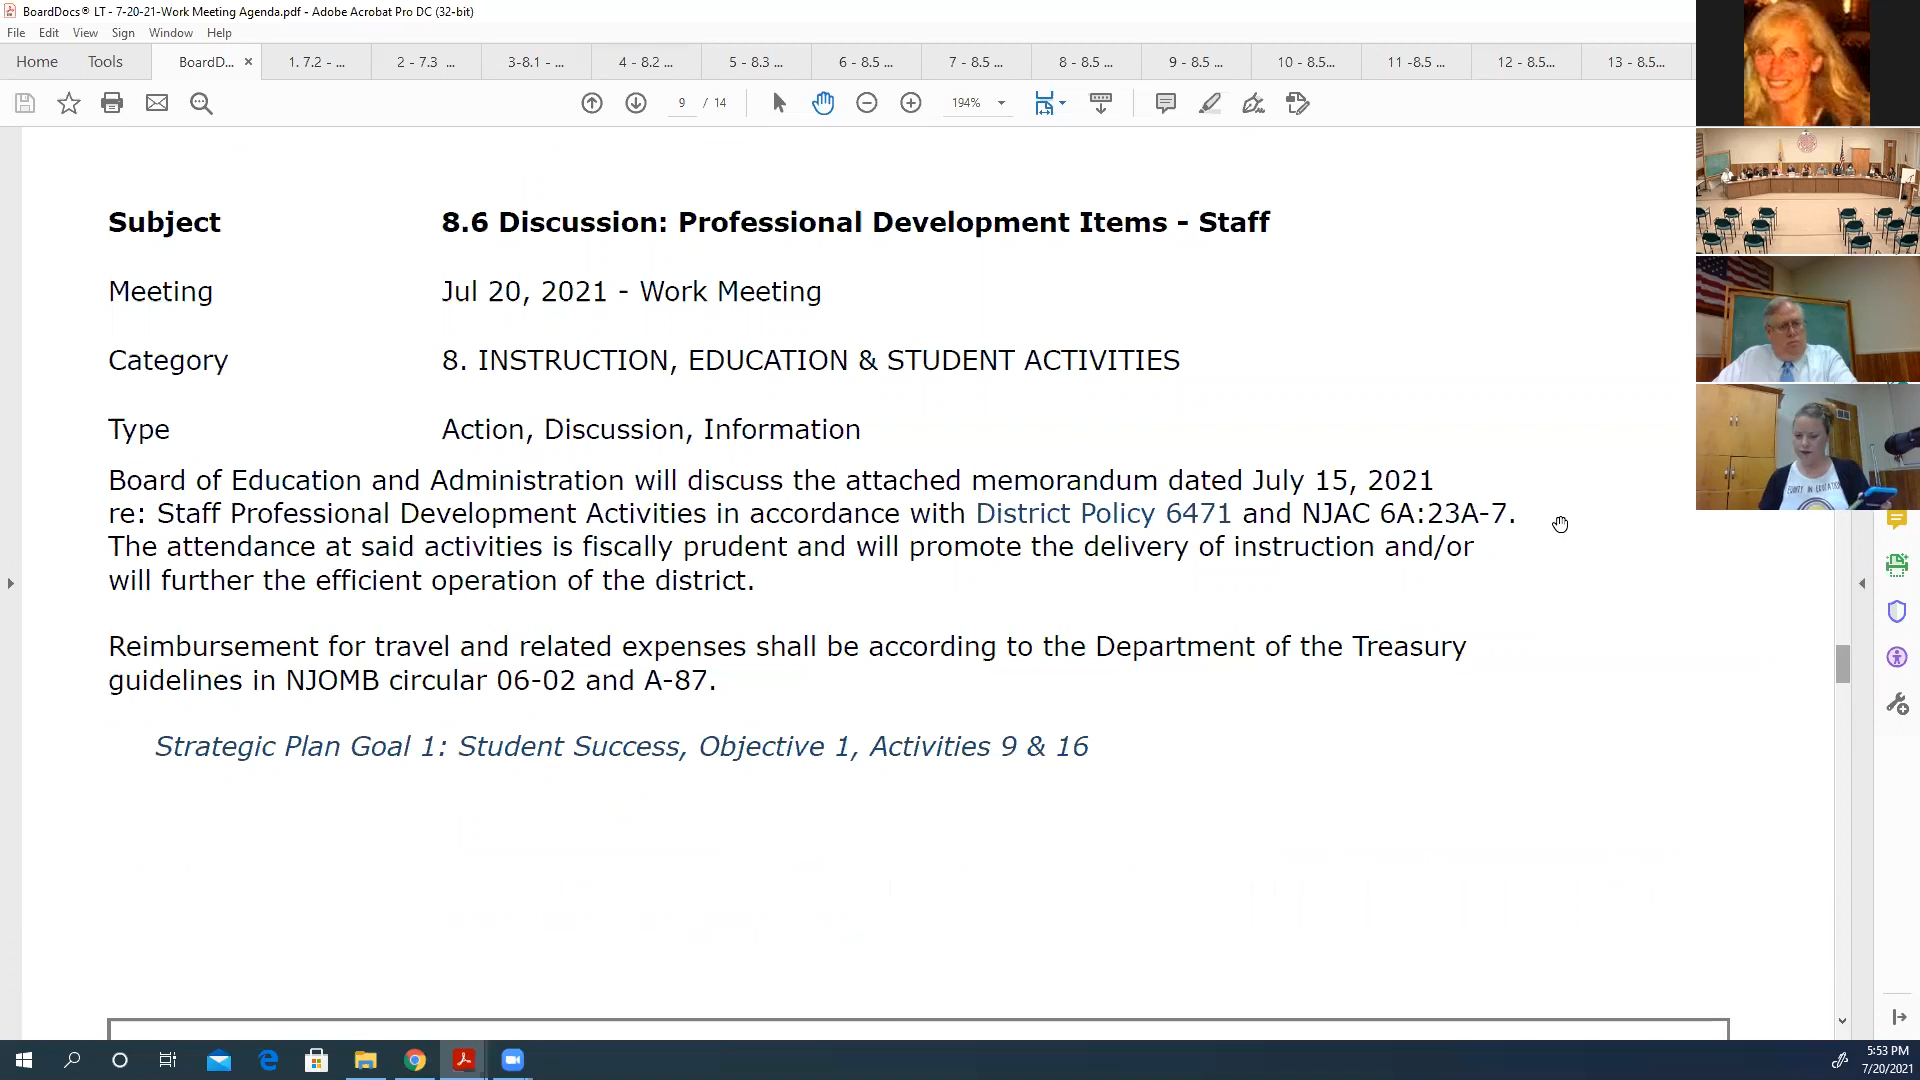 BoardDocs® LT - 7-20-21-Work Meeting Agenda.pdf - Adobe Acrobat Pro DC (32-bit)
File Edit View Sign Window Help
Home Tools BoardD... × 1. 7.2 - ... 2 - 7.3 ... 3-8.1 - ... 4 - 8.2 ... 5 - 8.3 ... 6 - 8.5 ... 7 - 8.5 ... 8 - 8.5 ... 9 - 8.5 ... 10 - 8.5... 11 -8.5 ... 12 - 8.5... 13 - 8.5...
9 / 14 194%
Subject 8.6 Discussion: Professional Development Items - Staff
Meeting Jul 20, 2021 - Work Meeting
Category 8. INSTRUCTION, EDUCATION & STUDENT ACTIVITIES
Type Action, Discussion, Information
Board of Education and Administration will discuss the attached memorandum dated July 15, 2021
re: Staff Professional Development Activities in accordance with District Policy 6471 and NJAC 6A:23A-7.
The attendance at said activities is fiscally prudent and will promote the delivery of instruction and/or
will further the efficient operation of the district.
Reimbursement for travel and related expenses shall be according to the Department of the Treasury
guidelines in NJOMB circular 06-02 and A-87.
Strategic Plan Goal 1: Student Success, Objective 1, Activities 9 & 16
5:53 PM
7/20/2021